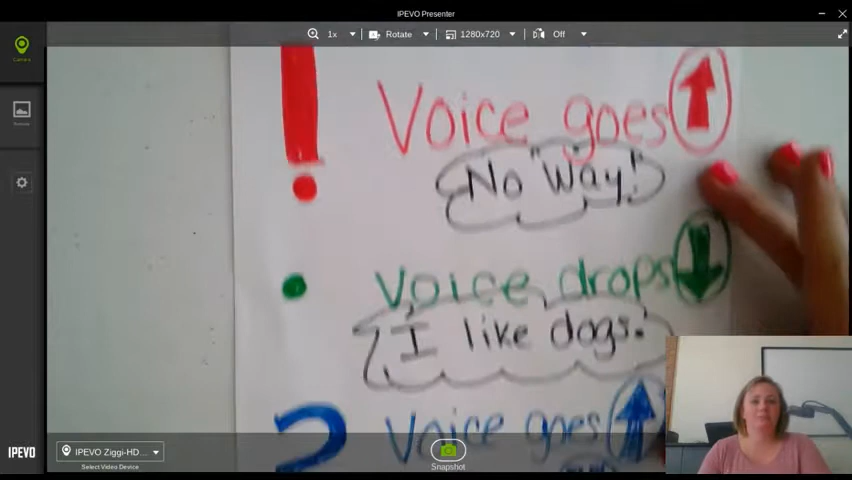 IPEVO Presenter
1x Rotate 1280x720 Off
! Voice goes
"No Way!"
. Voice drops
"I like dogs."
? Voice goes
IPEVO
IPEVO Ziggi-HD...
Select Video Device
Snapshot